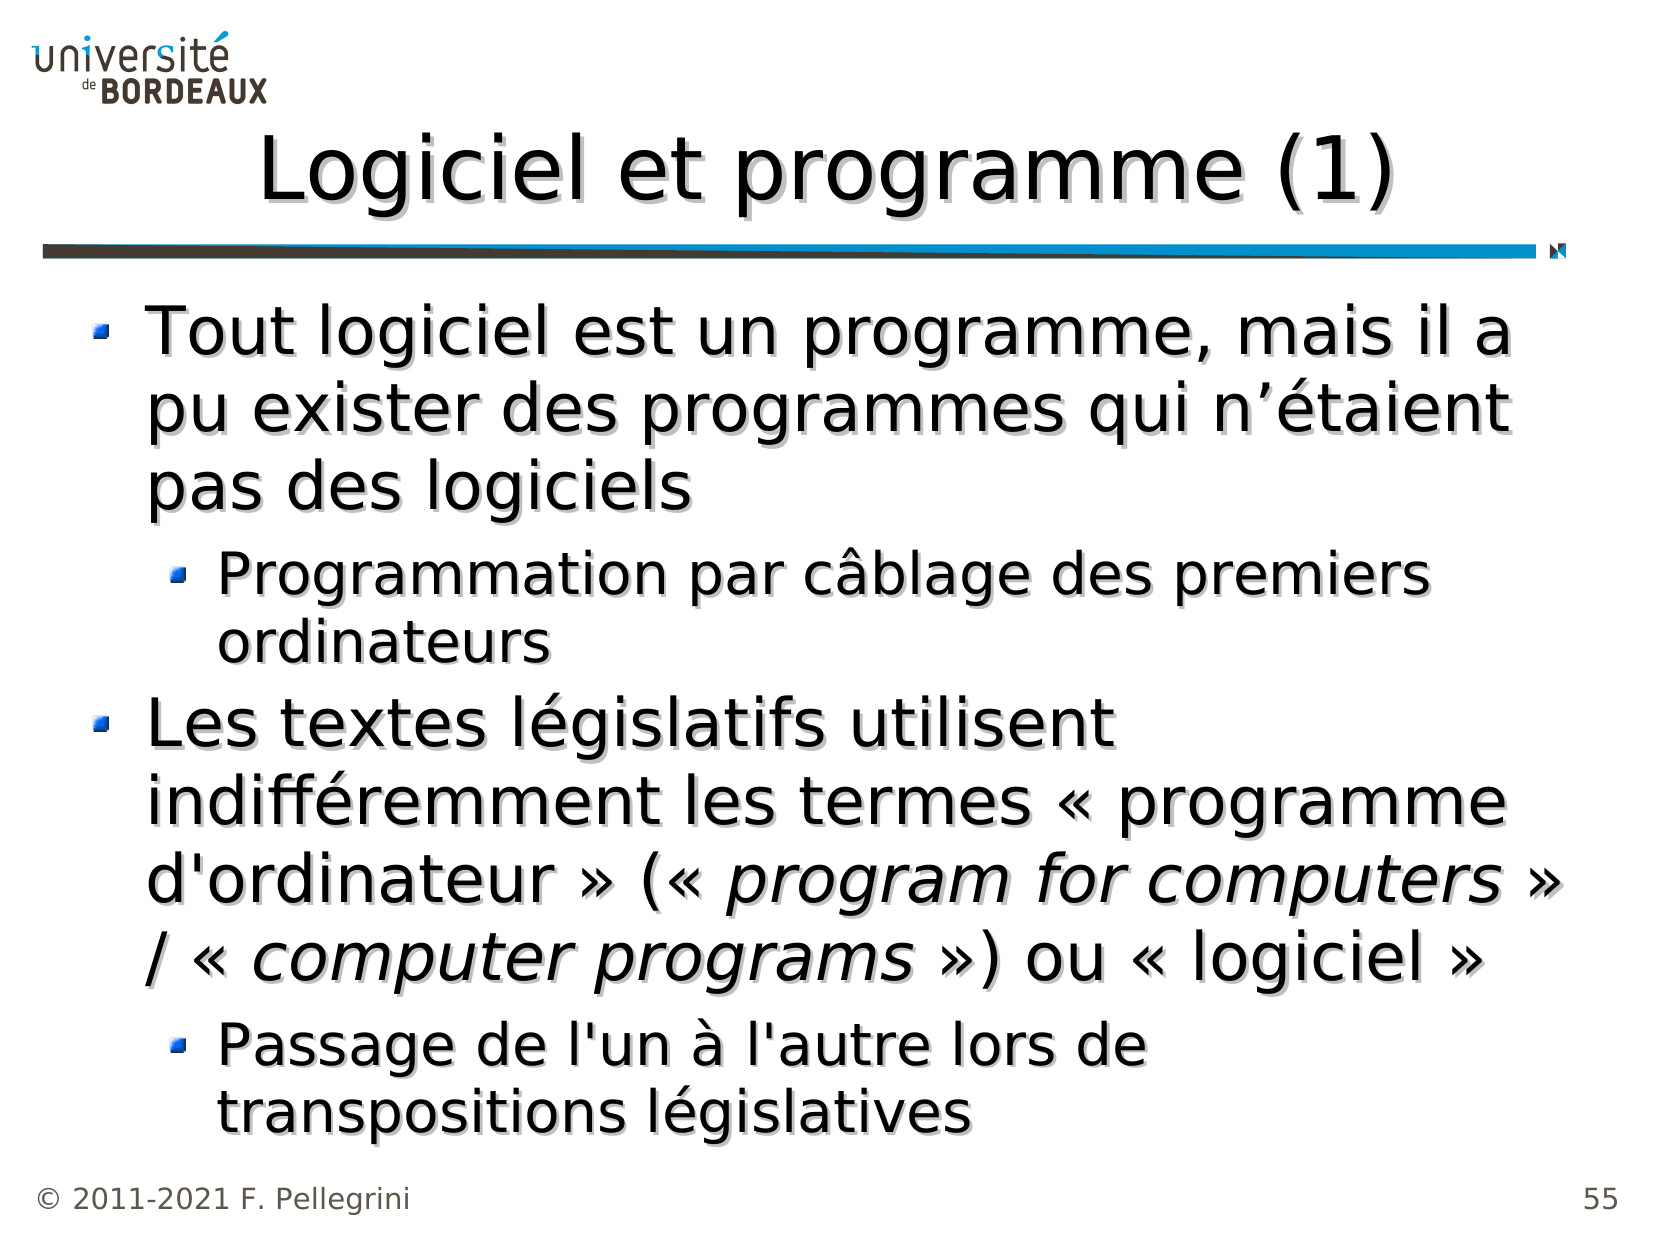 université
de BORDEAUX
Logiciel et programme (1)
Tout logiciel est un programme, mais il a
pu exister des programmes qui n’étaient
pas des logiciels
Programmation par câblage des premiers
ordinateurs
Les textes législatifs utilisent
indifféremment les termes « programme
d'ordinateur » (« program for computers »
/ « computer programs ») ou « logiciel »
Passage de l'un à l'autre lors de
transpositions législatives
© 2011-2021 F. Pellegrini
55